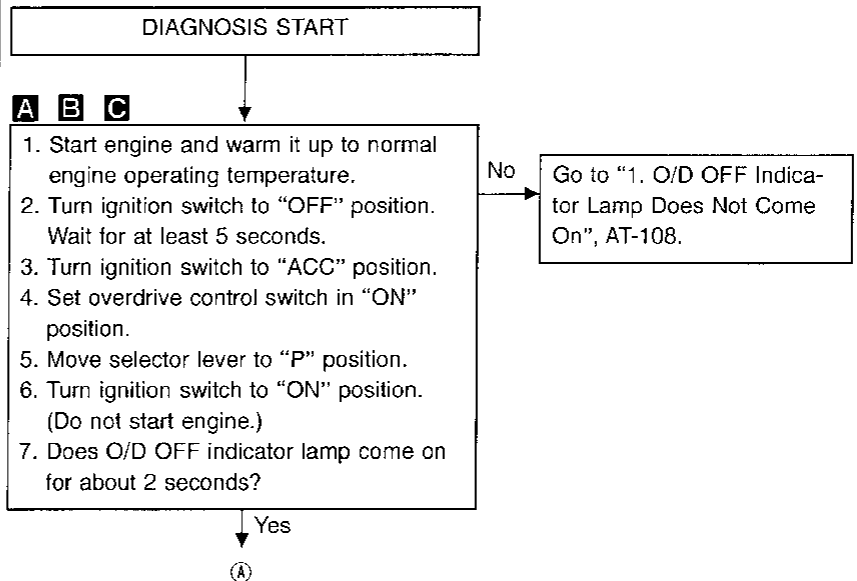 DIAGNOSIS START
A B C
1. Start engine and warm it up to normal
engine operating temperature.
2. Turn ignition switch to “OFF” position.
Wait for at least 5 seconds.
3. Turn ignition switch to “ACC” position.
4. Set overdrive control switch in “ON”
position.
5. Move selector lever to “P” position.
6. Turn ignition switch to “ON” position.
(Do not start engine.)
7. Does O/D OFF indicator lamp come on
for about 2 seconds?
No
Go to “1. O/D OFF Indica-
tor Lamp Does Not Come
On”, AT-108.
Yes
Ⓐ